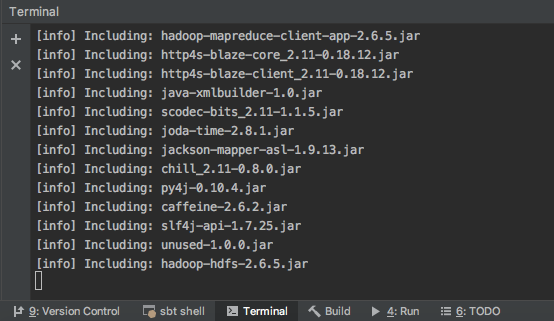 Terminal
[info] Including: hadoop-mapreduce-client-app-2.6.5.jar
[info] Including: http4s-blaze-core_2.11-0.18.12.jar
[info] Including: http4s-blaze-client_2.11-0.18.12.jar
[info] Including: java-xmlbuilder-1.0.jar
[info] Including: scodec-bits_2.11-1.1.5.jar
[info] Including: joda-time-2.8.1.jar
[info] Including: jackson-mapper-asl-1.9.13.jar
[info] Including: chill_2.11-0.8.0.jar
[info] Including: py4j-0.10.4.jar
[info] Including: caffeine-2.6.2.jar
[info] Including: slf4j-api-1.7.25.jar
[info] Including: unused-1.0.0.jar
[info] Including: hadoop-hdfs-2.6.5.jar
9: Version Control sbt shell Terminal Build 4: Run 6: TODO